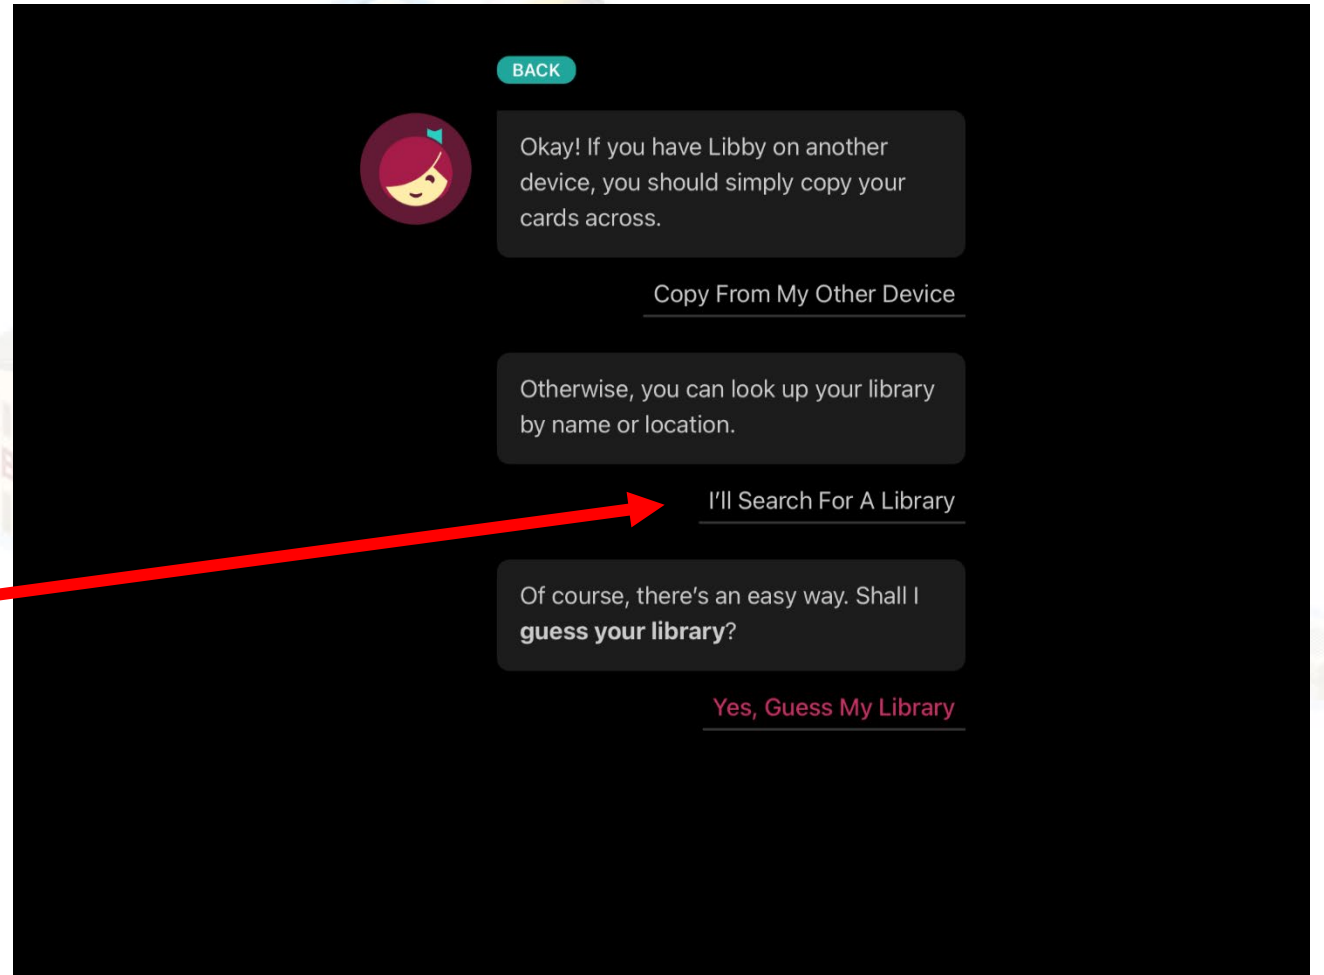 BACK
Okay! If you have Libby on another
device, you should simply copy your
cards across.
Copy From My Other Device
Otherwise, you can look up your library
by name or location.
I’ll Search For A Library
Of course, there’s an easy way. Shall I
guess your library?
Yes, Guess My Library